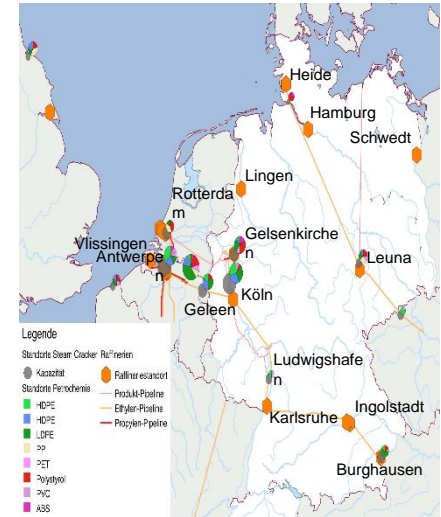 Heide
Hamburg
Schwedt
Lingen
Rotterda
m
Gelsenkirche
n
Vlissingen
Antwerpe
n
Leuna
Köln
Geleen
Ludwigshafe
n
Karlsruhe
Ingolstadt
Burghausen
Legende
Standorte Steam Cracker
Raffinerien
Kapazität
Raffineriestandort
Standorte Petrochemie
Produkt-Pipeline
HDPE
Ethylen-Pipeline
HDPE
Propylen-Pipeline
LDPE
PP
PET
Polystyrol
PVC
ABS